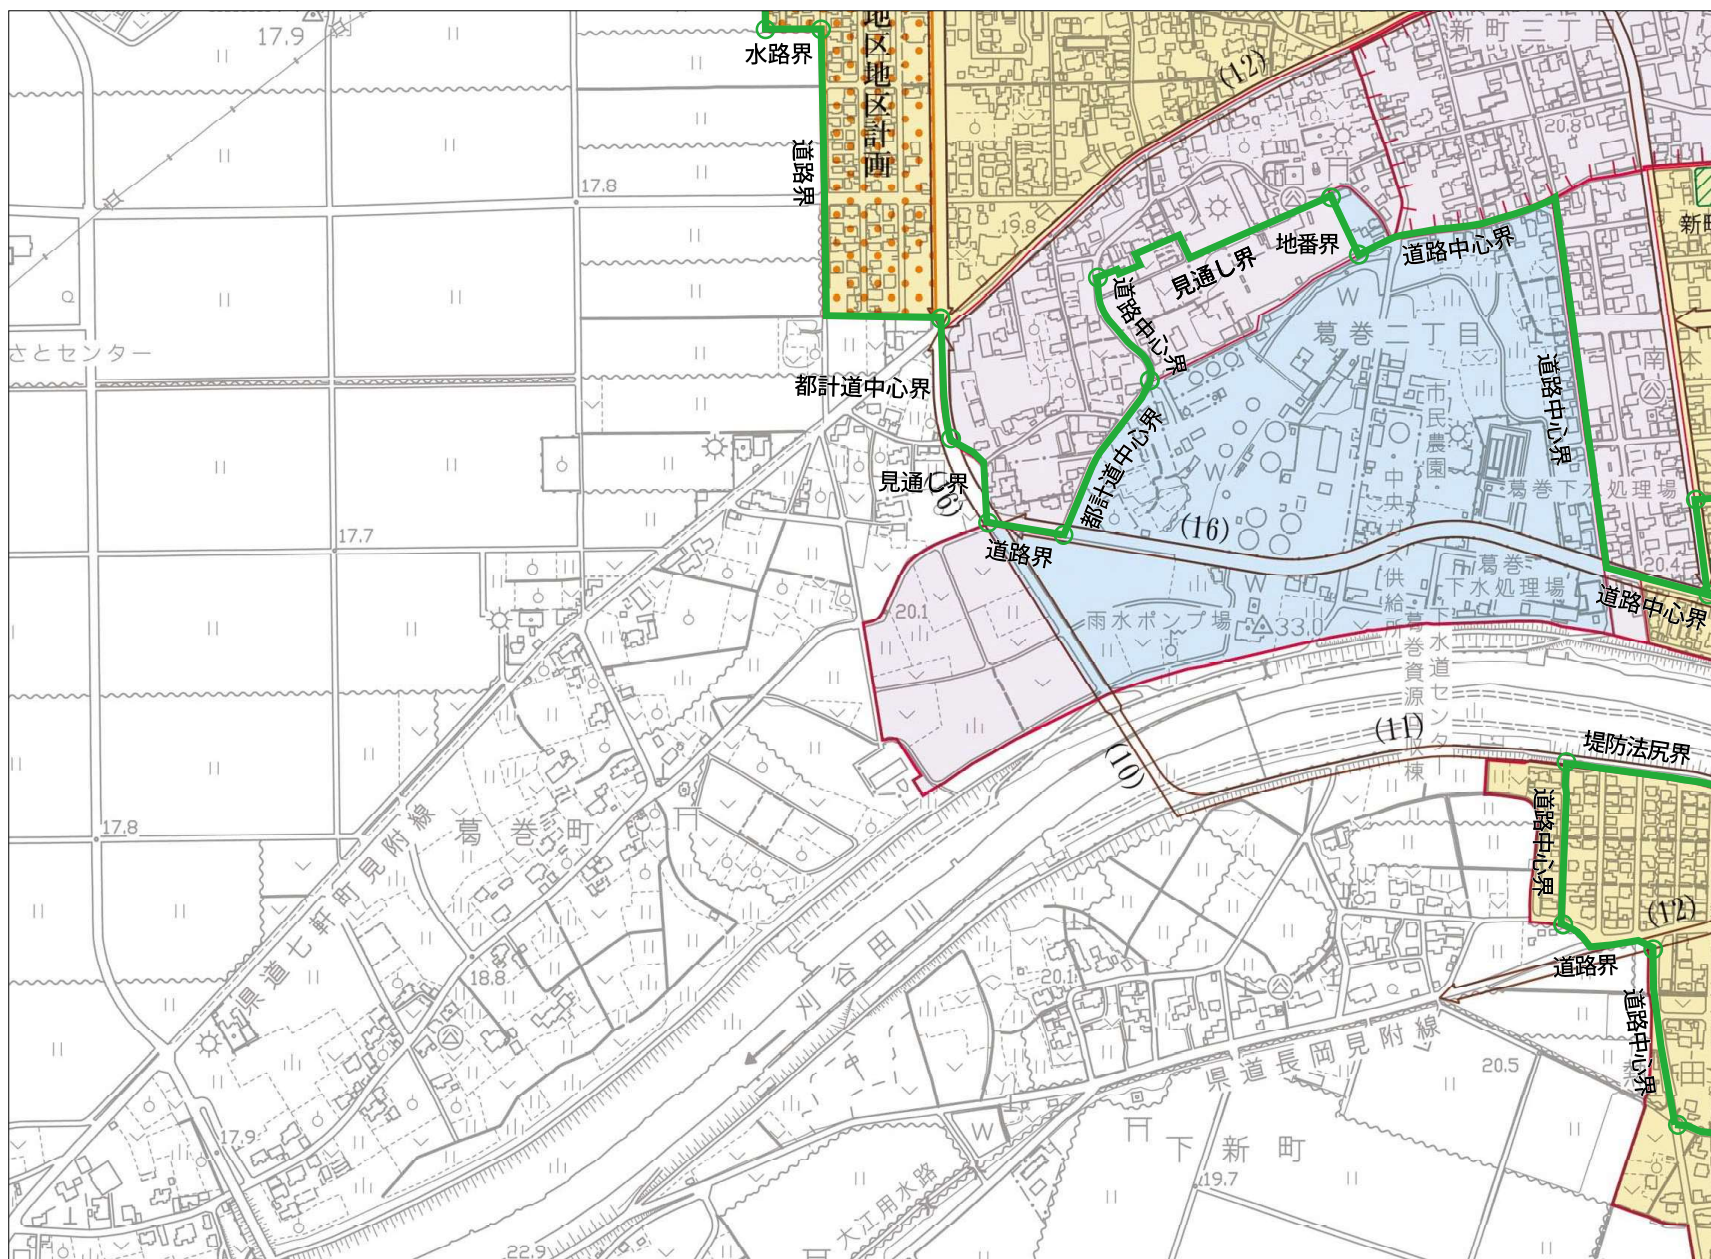 17.9
水路界
地区地区計画
(12)
新町三丁目
20.8
道路界
17.8
19.8
地番界
道路中心界
見通し界
新町
道路中心界
W
葛巻二丁目
さとセンター
都計道中心界
道路中心界
南本
市民農園
都計道中心界
見通し界
W
中央ガス供給所
葛巻下水処理場
(16)
17.7
道路界
葛巻
下水処理場
20.4
W
道路中心界
20.1
雨水ポンプ場
33.0
水道センター
葛巻資源回収棟
(11)
(10)
堤防法尻界
道路中心界
17.8
葛巻町
県道七軒町見附線
刈谷田川
(12)
18.8
20.1
道路界
道路中心界
県道長岡見附線
20.5
田
17.9
W
下新町
19.7
大江用水路
22.9